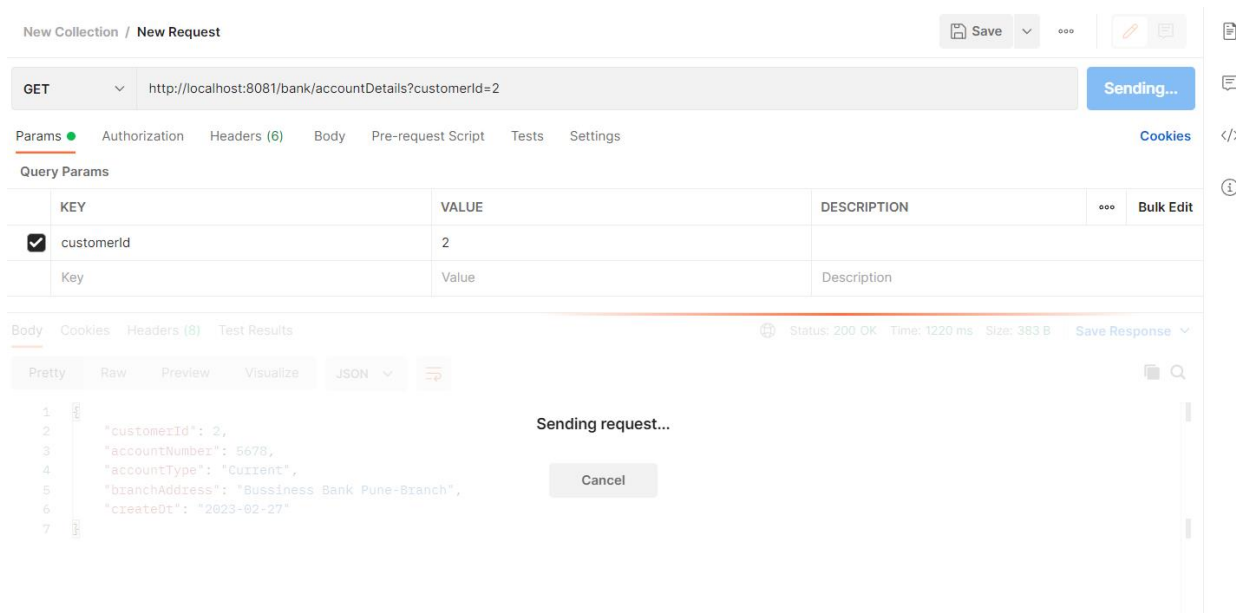 New Collection / New Request
Save
GET http://localhost:8081/bank/accountDetails?customerId=2 Sending...
Params Authorization Headers (6) Body Pre-request Script Tests Settings Cookies
Query Params
KEY VALUE DESCRIPTION Bulk Edit
customerId 2
Key Value Description
Body Cookies Headers (8) Test Results Status: 200 OK Time: 1220 ms Size: 383 B Save Response
Pretty Raw Preview Visualize JSON
Sending request...
Cancel
1 {
2 "customerId": 2,
3 "accountNumber": 5678,
4 "accountType": "Current",
5 "branchAddress": "Bussiness Bank Pune-Branch",
6 "createDt": "2023-02-27"
7 }